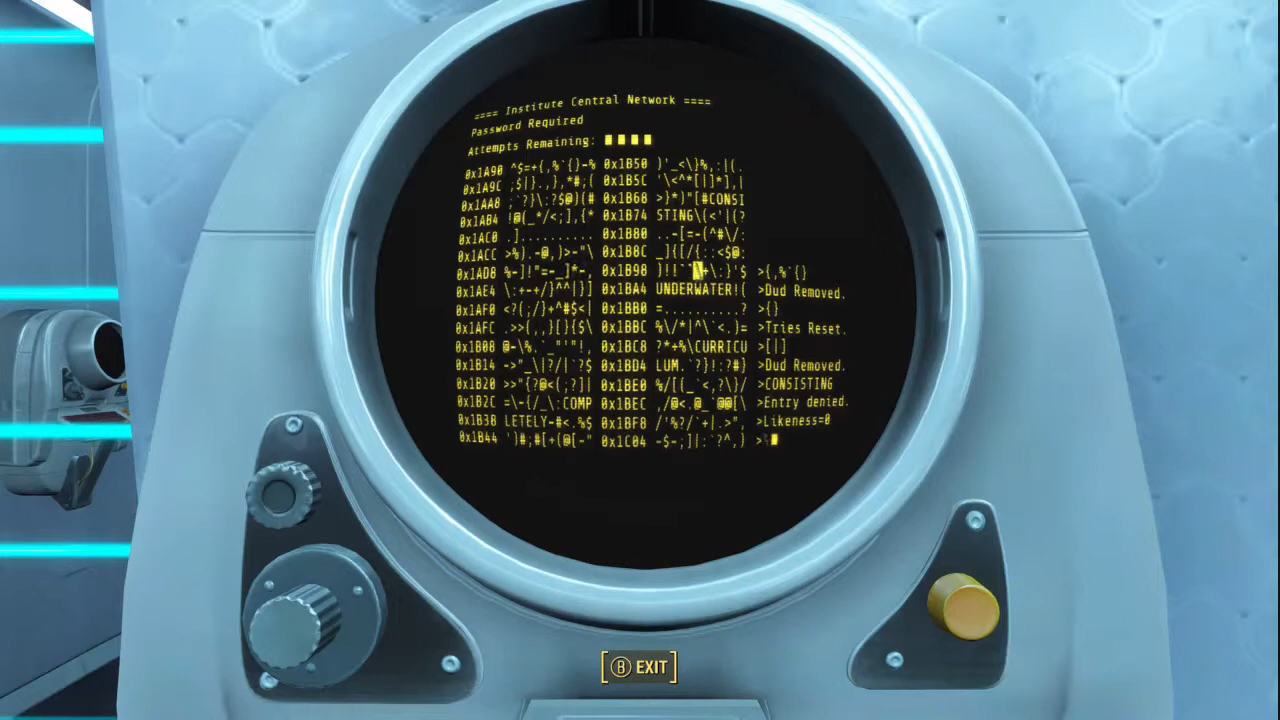 ==== Institute Central Network ====
Password Required
Attempts Remaining: ■ ■ ■ ■
0x1A90 ^$=+(,%`{}-% 0x1B50 )'_<\}%,:|(.
0x1A9C ;$|}.,},*#;( 0x1B5C '\<^*[|]*],|
0x1AA8 ;`?}\:?$@)(# 0x1B68 >}*)"[#CONSI
0x1AB4 !@(_*/<;],{* 0x1B74 STING\(<'|(?
0x1AC0 .].......... 0x1B80 ..-[=-(^#\/:
0x1ACC >%).-@,)>-"\ 0x1B8C _]{[/{::<$@:
0x1AD8 %-]!"=-_]*-, 0x1B98 )!!``\+\:}'$ >{,%`{}
0x1AE4 \:+-+/}^^|}] 0x1BA4 UNDERWATER!( >Dud Removed.
0x1AF0 <?(;/}+^#$<| 0x1BB0 =..........? >{}
0x1AFC .>>(,,}[}{$\ 0x1BBC %\/*|^\`<.)= >Tries Reset.
0x1B08 @-\%.`_"'"!, 0x1BC8 ?*+%\CURRICU >[|]
0x1B14 ->"_\|?/|`?$ 0x1BD4 LUM.`?}!:?#} >Dud Removed.
0x1B20 >>"{?@<(;?]| 0x1BE0 %/[(_`<,?\}/ >CONSISTING
0x1B2C =\-{/_\:COMP 0x1BEC ,/@<.@_`@@[\ >Entry denied.
0x1B38 LETELY-#<.%$ 0x1BF8 /'%?/`+|.>", >Likeness=0
0x1B44 ')#;#[+(@[-" 0x1C04 -$-;]|:`?^,) >
[Ⓑ EXIT]